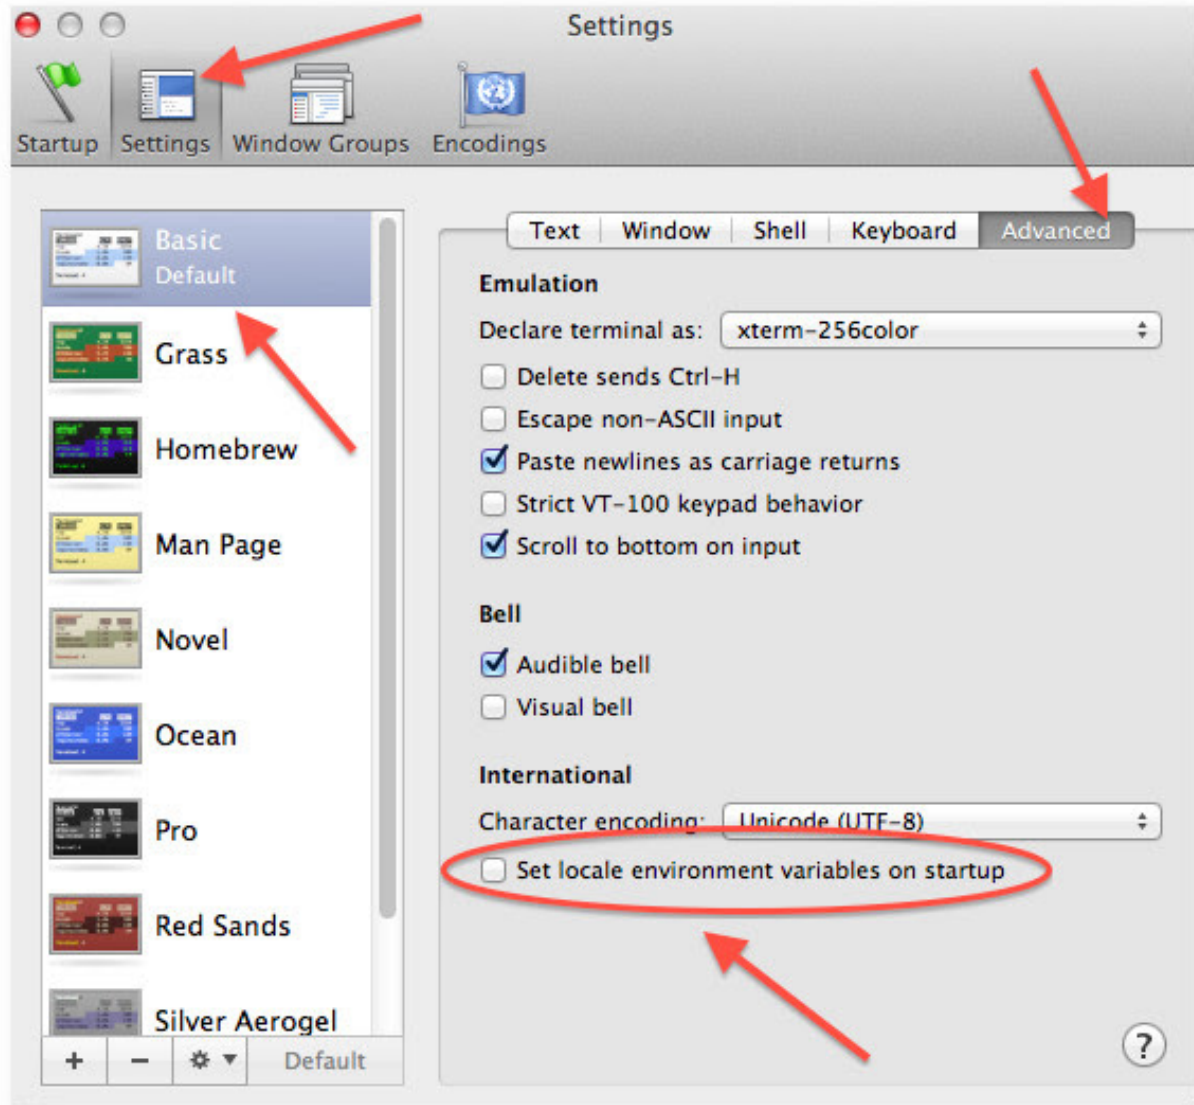 Settings
Startup
Settings
Window Groups
Encodings
Basic
Default
Grass
Homebrew
Man Page
Novel
Ocean
Pro
Red Sands
Silver Aerogel
+ − Default
Text Window Shell Keyboard Advanced
Emulation
Declare terminal as: xterm-256color
Delete sends Ctrl-H
Escape non-ASCII input
Paste newlines as carriage returns
Strict VT-100 keypad behavior
Scroll to bottom on input
Bell
Audible bell
Visual bell
International
Character encoding: Unicode (UTF-8)
Set locale environment variables on startup
?